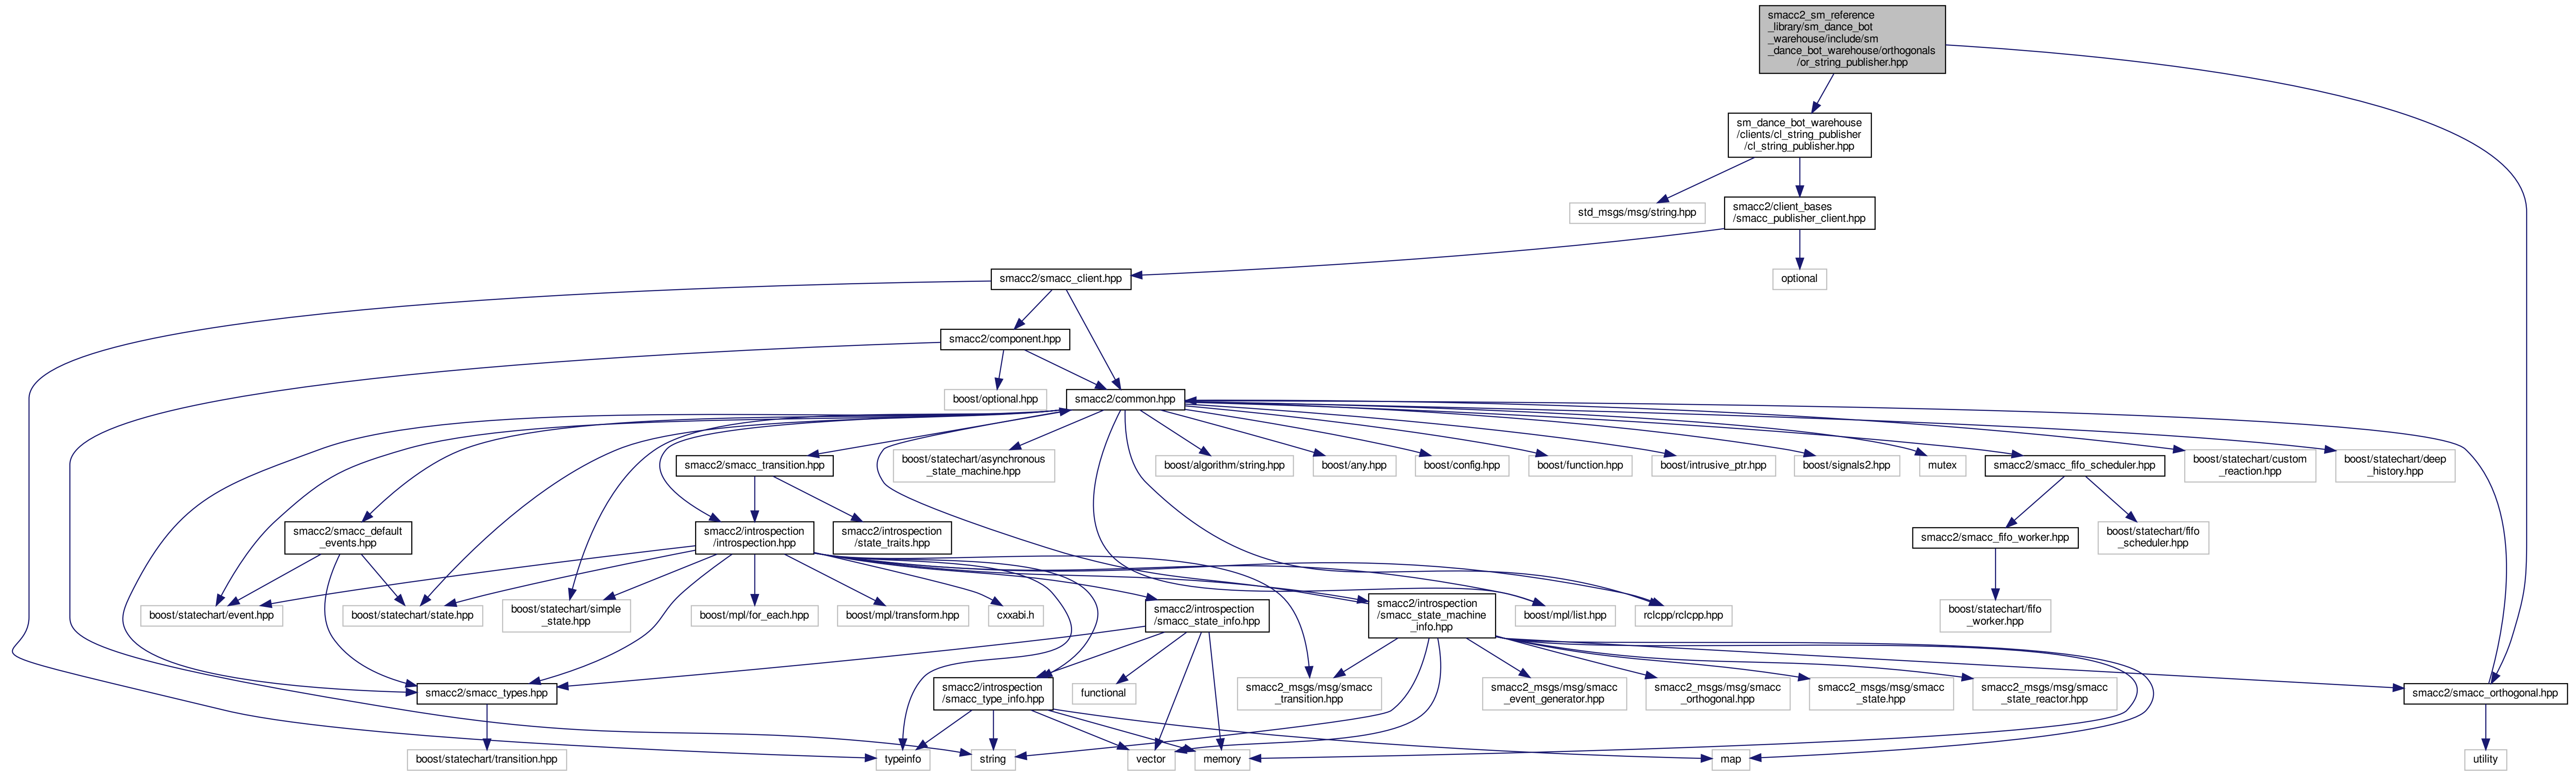 smacc2_sm_reference
_library/sm_dance_bot
_warehouse/include/sm
_dance_bot_warehouse/orthogonals
/or_string_publisher.hpp
sm_dance_bot_warehouse
/clients/cl_string_publisher
/cl_string_publisher.hpp
std_msgs/msg/string.hpp
smacc2/client_bases
/smacc_publisher_client.hpp
smacc2/smacc_client.hpp
optional
smacc2/component.hpp
boost/optional.hpp
smacc2/common.hpp
smacc2/smacc_transition.hpp
boost/statechart/asynchronous
_state_machine.hpp
boost/algorithm/string.hpp
boost/any.hpp
boost/config.hpp
boost/function.hpp
boost/intrusive_ptr.hpp
boost/signals2.hpp
mutex
smacc2/smacc_fifo_scheduler.hpp
boost/statechart/custom
_reaction.hpp
boost/statechart/deep
_history.hpp
smacc2/smacc_default
_events.hpp
smacc2/introspection
/introspection.hpp
smacc2/introspection
/state_traits.hpp
smacc2/smacc_fifo_worker.hpp
boost/statechart/fifo
_scheduler.hpp
boost/statechart/event.hpp
boost/statechart/state.hpp
boost/statechart/simple
_state.hpp
boost/mpl/for_each.hpp
boost/mpl/transform.hpp
cxxabi.h
smacc2/introspection
/smacc_state_info.hpp
smacc2/introspection
/smacc_state_machine
_info.hpp
boost/mpl/list.hpp
rclcpp/rclcpp.hpp
boost/statechart/fifo
_worker.hpp
smacc2/smacc_types.hpp
smacc2/introspection
/smacc_type_info.hpp
functional
smacc2_msgs/msg/smacc
_transition.hpp
smacc2_msgs/msg/smacc
_event_generator.hpp
smacc2_msgs/msg/smacc
_orthogonal.hpp
smacc2_msgs/msg/smacc
_state.hpp
smacc2_msgs/msg/smacc
_state_reactor.hpp
smacc2/smacc_orthogonal.hpp
boost/statechart/transition.hpp
typeinfo
string
vector
memory
map
utility